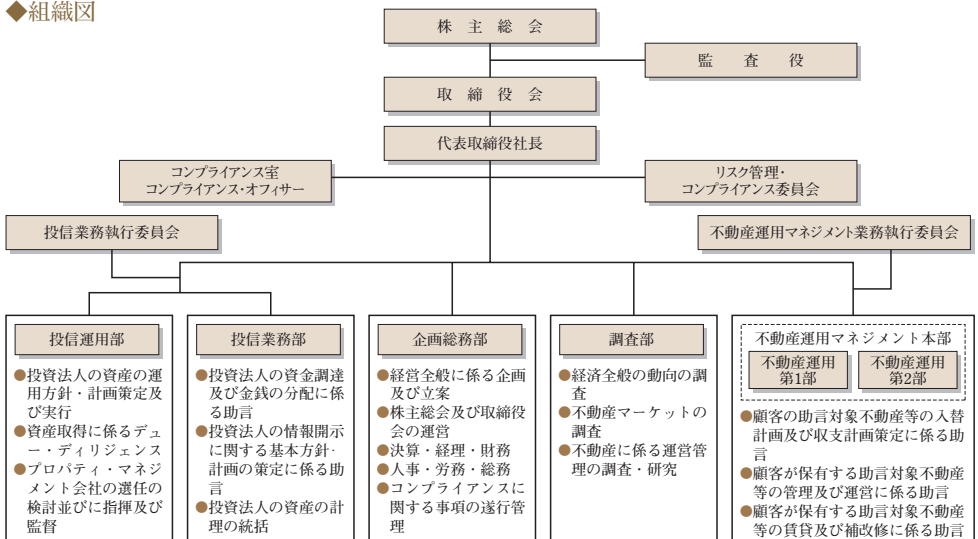 ◆組織図
株主総会
監査役
取締役会
代表取締役社長
コンプライアンス室
コンプライアンス・オフィサー
リスク管理・
コンプライアンス委員会
投信業務執行委員会
不動産運用マネジメント業務執行委員会
投信運用部
●投資法人の資産の運
用方針・計画策定及
び実行
●資産取得に係るデュ
ー・ディリジェンス
●プロパティ・マネジ
メント会社の選任の
検討並びに指揮及び
監督
投信業務部
●投資法人の資金調達
及び金銭の分配に係
る助言
●投資法人の情報開示
に関する基本方針・
計画の策定に係る助
言
●投資法人の資産の計
理の統括
企画総務部
●経営全般に係る企画
及び立案
●株主総会及び取締役
会の運営
●決算・経理・財務
●人事・労務・総務
●コンプライアンスに
関する事項の遂行管
理
調査部
●経済全般の動向の調
査
●不動産マーケットの
調査
●不動産に係る運営管
理の調査・研究
不動産運用マネジメント本部
不動産運用
第1部
不動産運用
第2部
●顧客の助言対象不動産等の入替
計画及び収支計画策定に係る助
言
●顧客が保有する助言対象不動産
等の管理及び運営に係る助言
●顧客が保有する助言対象不動産
等の賃貸及び補改修に係る助言